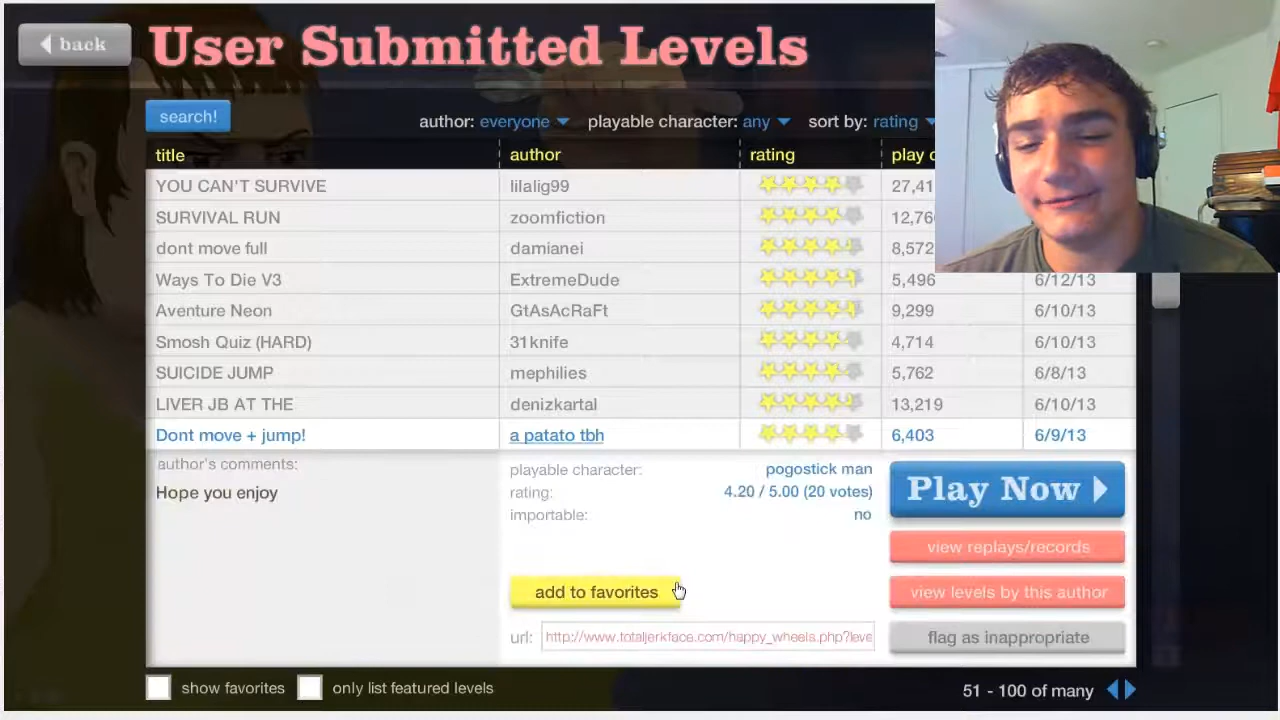 back
User Submitted Levels
search!
author: everyone playable character: any sort by: rating
title author rating play
YOU CAN'T SURVIVE lilalig99 27,41
SURVIVAL RUN zoomfiction 12,76
dont move full damianei 8,572
Ways To Die V3 ExtremeDude 5,496 6/12/13
Aventure Neon GtAsAcRaFt 9,299 6/10/13
Smosh Quiz (HARD) 31knife 4,714 6/10/13
SUICIDE JUMP mephilies 5,762 6/8/13
LIVER JB AT THE denizkartal 13,219 6/10/13
Dont move + jump! a patato tbh 6,403 6/9/13
author's comments:
Hope you enjoy
playable character: pogostick man
rating: 4.20 / 5.00 (20 votes)
importable: no
Play Now
view replays/records
add to favorites
view levels by this author
url: http://www.totaljerkface.com/happy_wheels.php?leve
flag as inappropriate
show favorites only list featured levels
51 - 100 of many